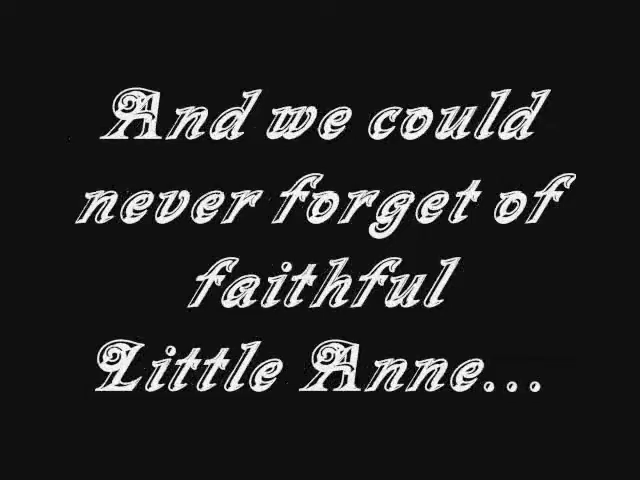 And we could
never forget of
faithful
Little Anne...